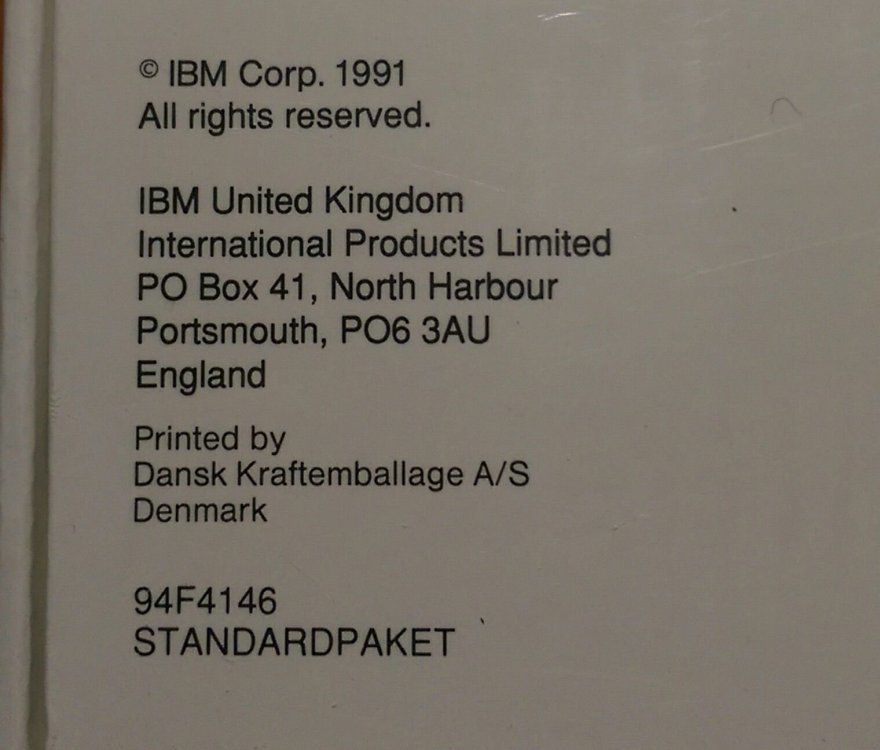 © IBM Corp. 1991
All rights reserved.
IBM United Kingdom
International Products Limited
PO Box 41, North Harbour
Portsmouth, PO6 3AU
England
Printed by
Dansk Kraftemballage A/S
Denmark
94F4146
STANDARDPAKET